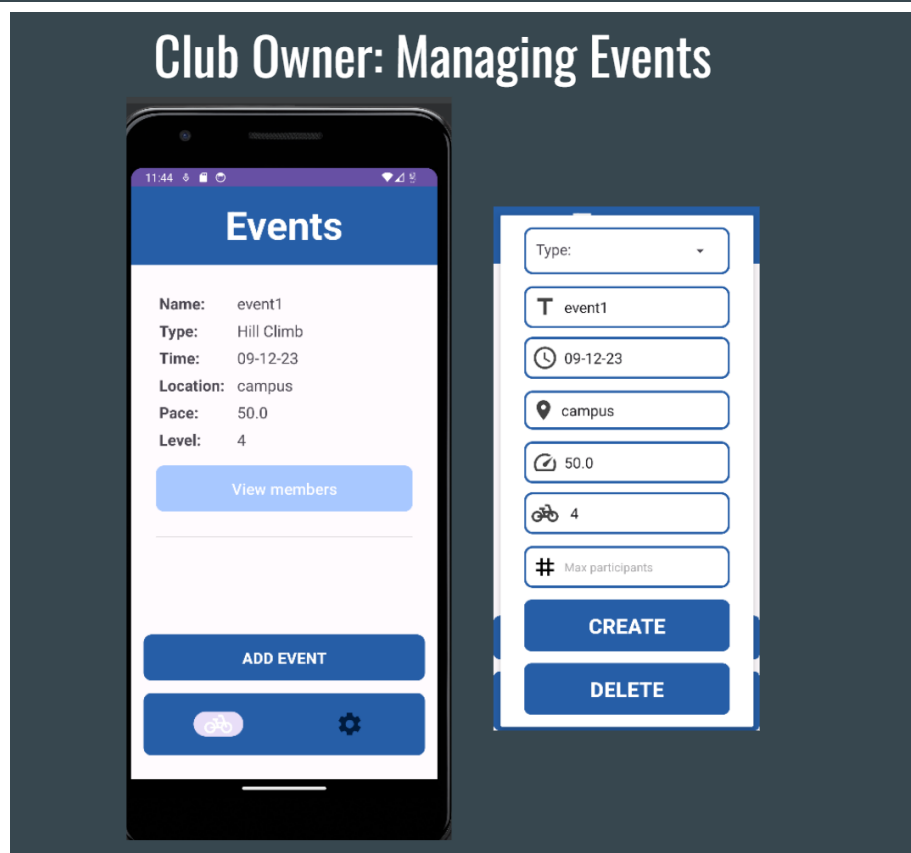 Club Owner: Managing Events
11:44
Events
Name: event1
Type: Hill Climb
Time: 09-12-23
Location: campus
Pace: 50.0
Level: 4
View members
ADD EVENT
Type:
event1
09-12-23
campus
50.0
4
Max participants
CREATE
DELETE